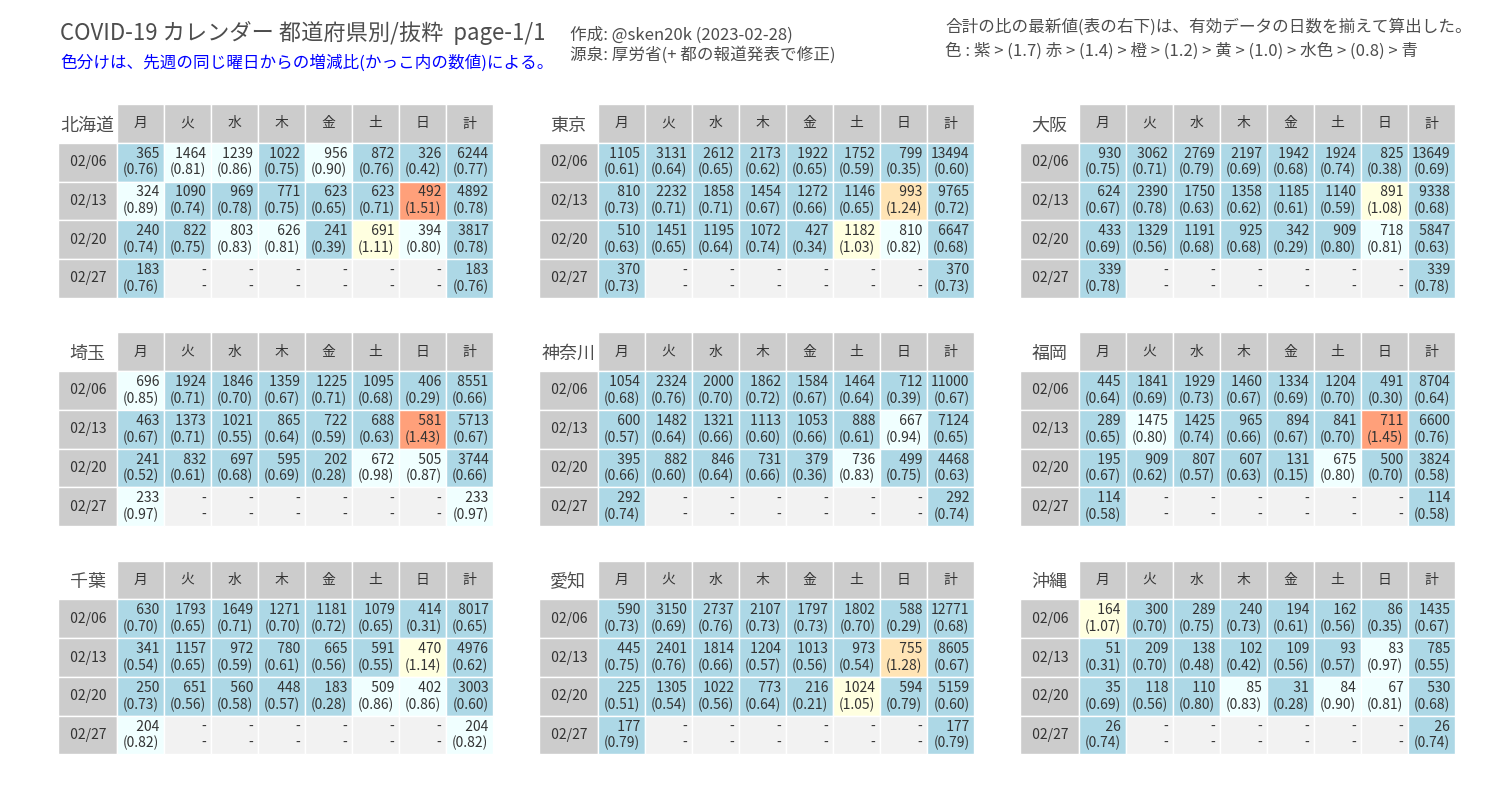 COVID-19 カレンダー 都道府県別/抜粋 page-1/1
色分けは、先週の同じ曜日からの増減比(かっこ内の数値)による。
作成: @sken20k (2023-02-28)
源泉: 厚労省(+ 都の報道発表で修正)
合計の比の最新値(表の右下)は、有効データの日数を揃えて算出した。
色 : 紫 > (1.7) 赤 > (1.4) > 橙 > (1.2) > 黄 > (1.0) > 水色 > (0.8) > 青
北海道 月 火 水 木 金 土 日 計
02/06 365 1464 1239 1022 956 872 326 6244
(0.76) (0.81) (0.86) (0.75) (0.90) (0.76) (0.42) (0.77)
02/13 324 1090 969 771 623 623 492 4892
(0.89) (0.74) (0.78) (0.75) (0.65) (0.71) (1.51) (0.78)
02/20 240 822 803 626 241 691 394 3817
(0.74) (0.75) (0.83) (0.81) (0.39) (1.11) (0.80) (0.78)
02/27 183 - - - - - - 183
(0.76) - - - - - - (0.76)
東京 月 火 水 木 金 土 日 計
02/06 1105 3131 2612 2173 1922 1752 799 13494
(0.61) (0.64) (0.65) (0.62) (0.65) (0.59) (0.35) (0.60)
02/13 810 2232 1858 1454 1272 1146 993 9765
(0.73) (0.71) (0.71) (0.67) (0.66) (0.65) (1.24) (0.72)
02/20 510 1451 1195 1072 427 1182 810 6647
(0.63) (0.65) (0.64) (0.74) (0.34) (1.03) (0.82) (0.68)
02/27 370 - - - - - - 370
(0.73) - - - - - - (0.73)
大阪 月 火 水 木 金 土 日 計
02/06 930 3062 2769 2197 1942 1924 825 13649
(0.75) (0.71) (0.79) (0.69) (0.68) (0.74) (0.38) (0.69)
02/13 624 2390 1750 1358 1185 1140 891 9338
(0.67) (0.78) (0.63) (0.62) (0.61) (0.59) (1.08) (0.68)
02/20 433 1329 1191 925 342 909 718 5847
(0.69) (0.56) (0.68) (0.68) (0.29) (0.80) (0.81) (0.63)
02/27 339 - - - - - - 339
(0.78) - - - - - - (0.78)
埼玉 月 火 水 木 金 土 日 計
02/06 696 1924 1846 1359 1225 1095 406 8551
(0.85) (0.71) (0.70) (0.67) (0.71) (0.68) (0.29) (0.66)
02/13 463 1373 1021 865 722 688 581 5713
(0.67) (0.71) (0.55) (0.64) (0.59) (0.63) (1.43) (0.67)
02/20 241 832 697 595 202 672 505 3744
(0.52) (0.61) (0.68) (0.69) (0.28) (0.98) (0.87) (0.66)
02/27 233 - - - - - - 233
(0.97) - - - - - - (0.97)
神奈川 月 火 水 木 金 土 日 計
02/06 1054 2324 2000 1862 1584 1464 712 11000
(0.68) (0.76) (0.70) (0.72) (0.67) (0.64) (0.39) (0.67)
02/13 600 1482 1321 1113 1053 888 667 7124
(0.57) (0.64) (0.66) (0.60) (0.66) (0.61) (0.94) (0.65)
02/20 395 882 846 731 379 736 499 4468
(0.66) (0.60) (0.64) (0.66) (0.36) (0.83) (0.75) (0.63)
02/27 292 - - - - - - 292
(0.74) - - - - - - (0.74)
福岡 月 火 水 木 金 土 日 計
02/06 445 1841 1929 1460 1334 1204 491 8704
(0.64) (0.69) (0.73) (0.67) (0.69) (0.70) (0.30) (0.64)
02/13 289 1475 1425 965 894 841 711 6600
(0.65) (0.80) (0.74) (0.66) (0.67) (0.70) (1.45) (0.76)
02/20 195 909 807 607 131 675 500 3824
(0.67) (0.62) (0.57) (0.63) (0.15) (0.80) (0.70) (0.58)
02/27 114 - - - - - - 114
(0.58) - - - - - - (0.58)
千葉 月 火 水 木 金 土 日 計
02/06 630 1793 1649 1271 1181 1079 414 8017
(0.70) (0.65) (0.71) (0.70) (0.72) (0.65) (0.31) (0.65)
02/13 341 1157 972 780 665 591 470 4976
(0.54) (0.65) (0.59) (0.61) (0.56) (0.55) (1.14) (0.62)
02/20 250 651 560 448 183 509 402 3003
(0.73) (0.56) (0.58) (0.57) (0.28) (0.86) (0.86) (0.60)
02/27 204 - - - - - - 204
(0.82) - - - - - - (0.82)
愛知 月 火 水 木 金 土 日 計
02/06 590 3150 2737 2107 1797 1802 588 12771
(0.73) (0.69) (0.76) (0.73) (0.73) (0.70) (0.29) (0.68)
02/13 445 2401 1814 1204 1013 973 755 8605
(0.75) (0.76) (0.66) (0.57) (0.56) (0.54) (1.28) (0.67)
02/20 225 1305 1022 773 216 1024 594 5159
(0.51) (0.54) (0.56) (0.64) (0.21) (1.05) (0.79) (0.60)
02/27 177 - - - - - - 177
(0.79) - - - - - - (0.79)
沖縄 月 火 水 木 金 土 日 計
02/06 164 300 289 240 194 162 86 1435
(1.07) (0.70) (0.75) (0.73) (0.61) (0.56) (0.35) (0.67)
02/13 51 209 138 102 109 93 83 785
(0.31) (0.70) (0.48) (0.42) (0.56) (0.57) (0.97) (0.55)
02/20 35 118 110 85 31 84 67 530
(0.69) (0.56) (0.80) (0.83) (0.28) (0.90) (0.81) (0.68)
02/27 26 - - - - - - 26
(0.74) - - - - - - (0.74)